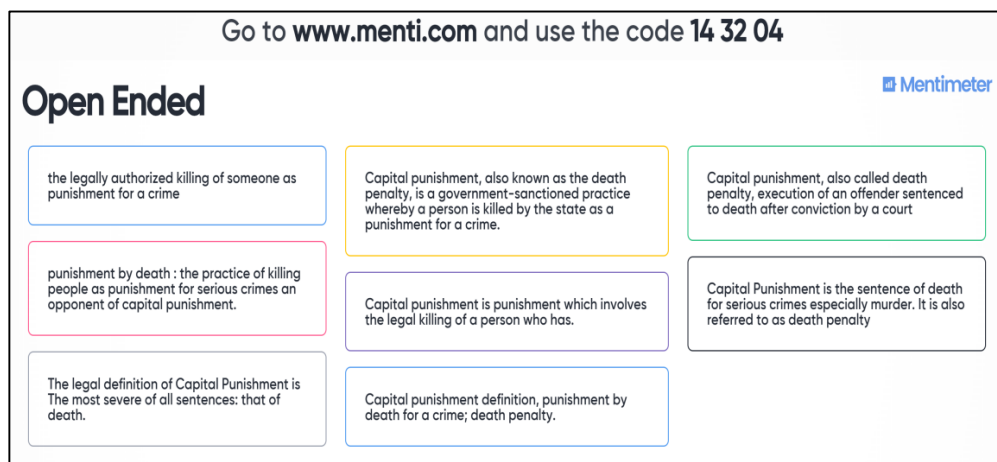 Go to www.menti.com and use the code 14 32 04
Mentimeter
Open Ended
the legally authorized killing of someone as
punishment for a crime
punishment by death : the practice of killing
people as punishment for serious crimes an
opponent of capital punishment.
The legal definition of Capital Punishment is
The most severe of all sentences: that of
death.
Capital punishment, also known as the death
penalty, is a government-sanctioned practice
whereby a person is killed by the state as a
punishment for a crime.
Capital punishment is punishment which involves
the legal killing of a person who has.
Capital punishment definition, punishment by
death for a crime; death penalty.
Capital punishment, also called death
penalty, execution of an offender sentenced
to death after conviction by a court
Capital Punishment is the sentence of death
for serious crimes especially murder. It is also
referred to as death penalty